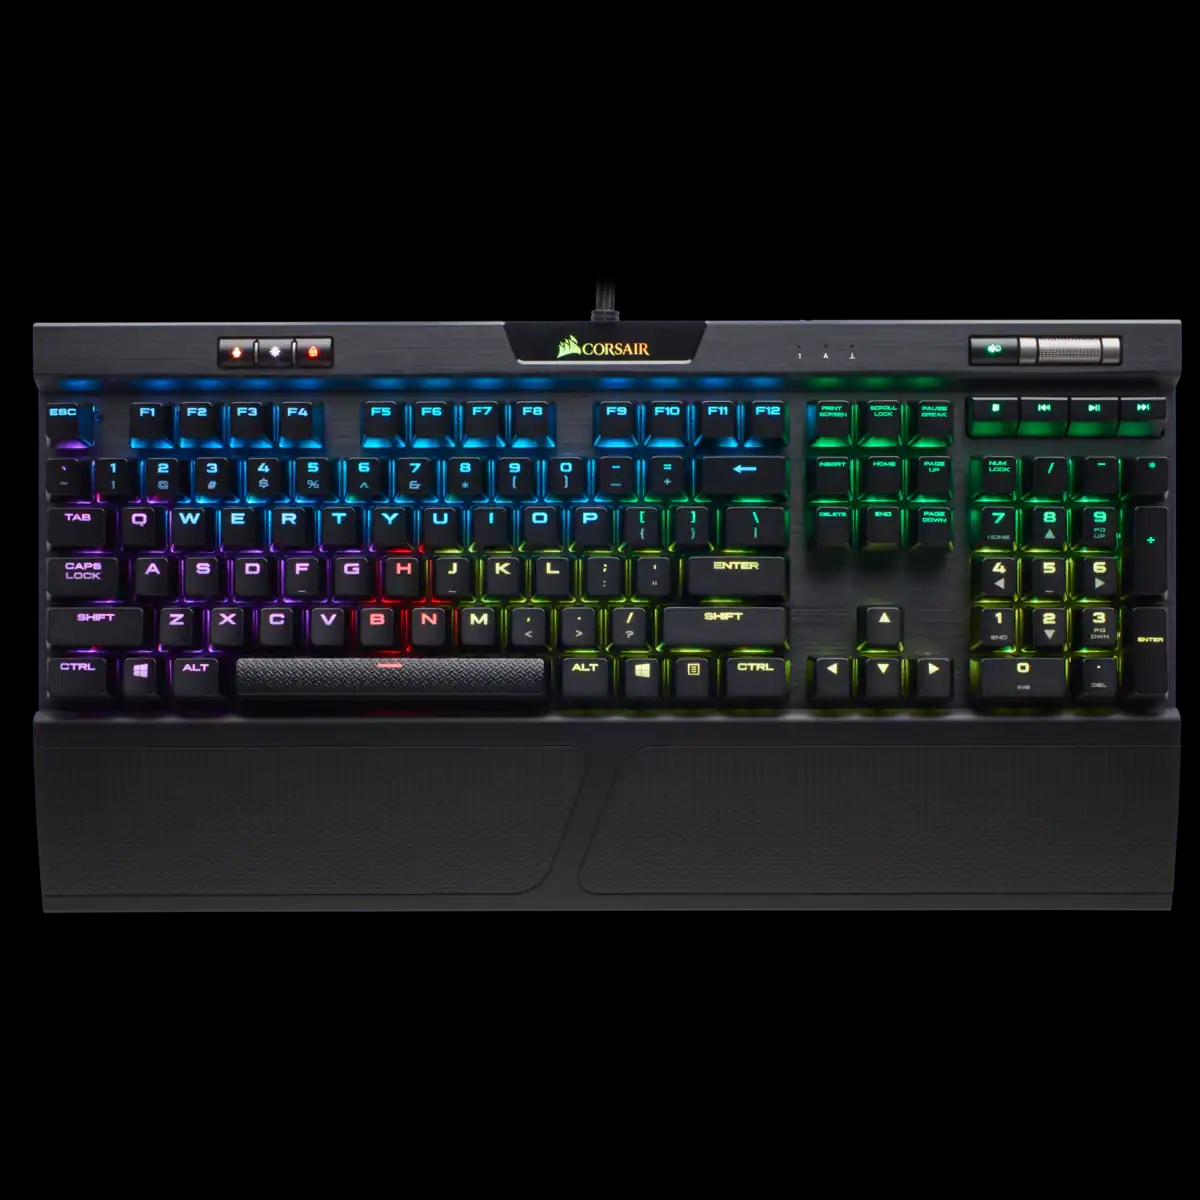 CORSAIR
1 A
ESC F1 F2 F3 F4 F5 F6 F7 F8 F9 F10 F11 F12 PRINT SCREEN SCROLL LOCK PAUSE BREAK
` 1 2 3 4 5 6 7 8 9 0 - = INSERT HOME PAGE UP NUM LOCK / - *
~ ! @ # $ % ^ & * ( ) _ +
TAB Q W E R T Y U I O P [ ] \ DELETE END PAGE DOWN 7 8 9 +
{ } | HOME PG UP
CAPS LOCK A S D F G H J K L ; ' ENTER 4 5 6
: "
SHIFT Z X C V B N M , . / SHIFT 1 2 3 ENTER
< > ? END PG DWN
CTRL ALT ALT CTRL 0 .
INS DEL